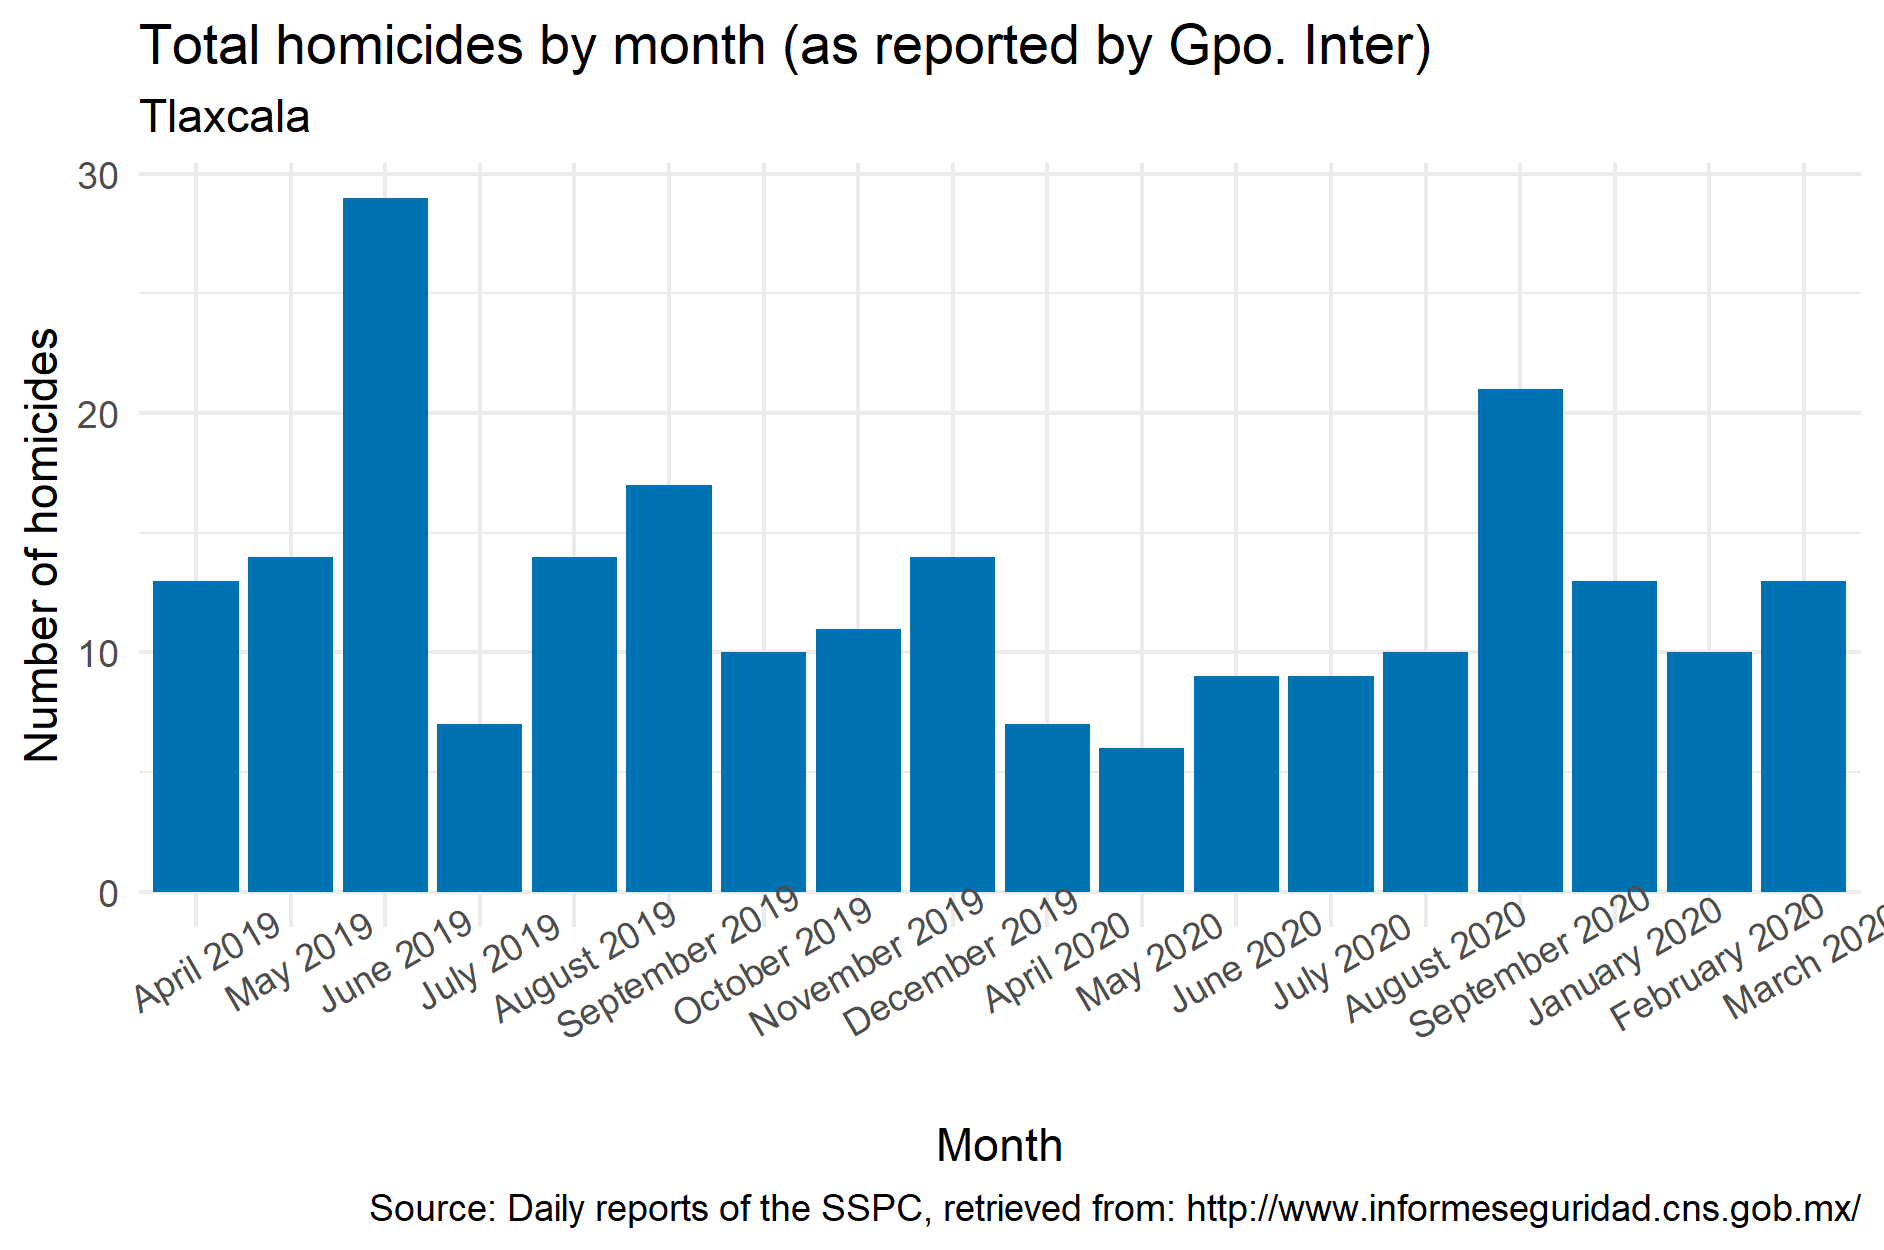 Total homicides by month (as reported by Gpo. Inter)
Tlaxcala
Number of homicides
30
20
10
0
April 2019
May 2019
June 2019
July 2019
August 2019
September 2019
October 2019
November 2019
December 2019
April 2020
May 2020
June 2020
July 2020
August 2020
September 2020
January 2020
February 2020
March 2020
Month
Source: Daily reports of the SSPC, retrieved from: http://www.informeseguridad.cns.gob.mx/